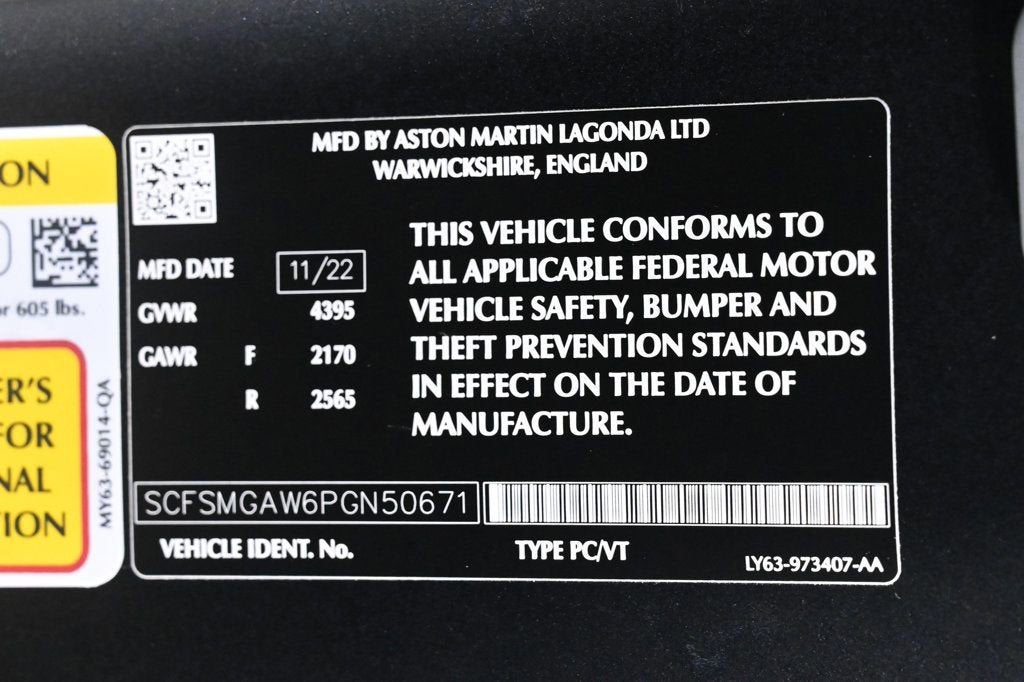 ON
r 605 lbs.
ER'S
FOR
NAL
TION
MY63-69014-QA
MFD BY ASTON MARTIN LAGONDA LTD
WARWICKSHIRE, ENGLAND
MFD DATE 11/22
GVWR 4395
GAWR F 2170
R 2565
THIS VEHICLE CONFORMS TO
ALL APPLICABLE FEDERAL MOTOR
VEHICLE SAFETY, BUMPER AND
THEFT PREVENTION STANDARDS
IN EFFECT ON THE DATE OF
MANUFACTURE.
SCFSMGAW6PGN50671
VEHICLE IDENT. No. TYPE PC/VT
LY63-973407-AA